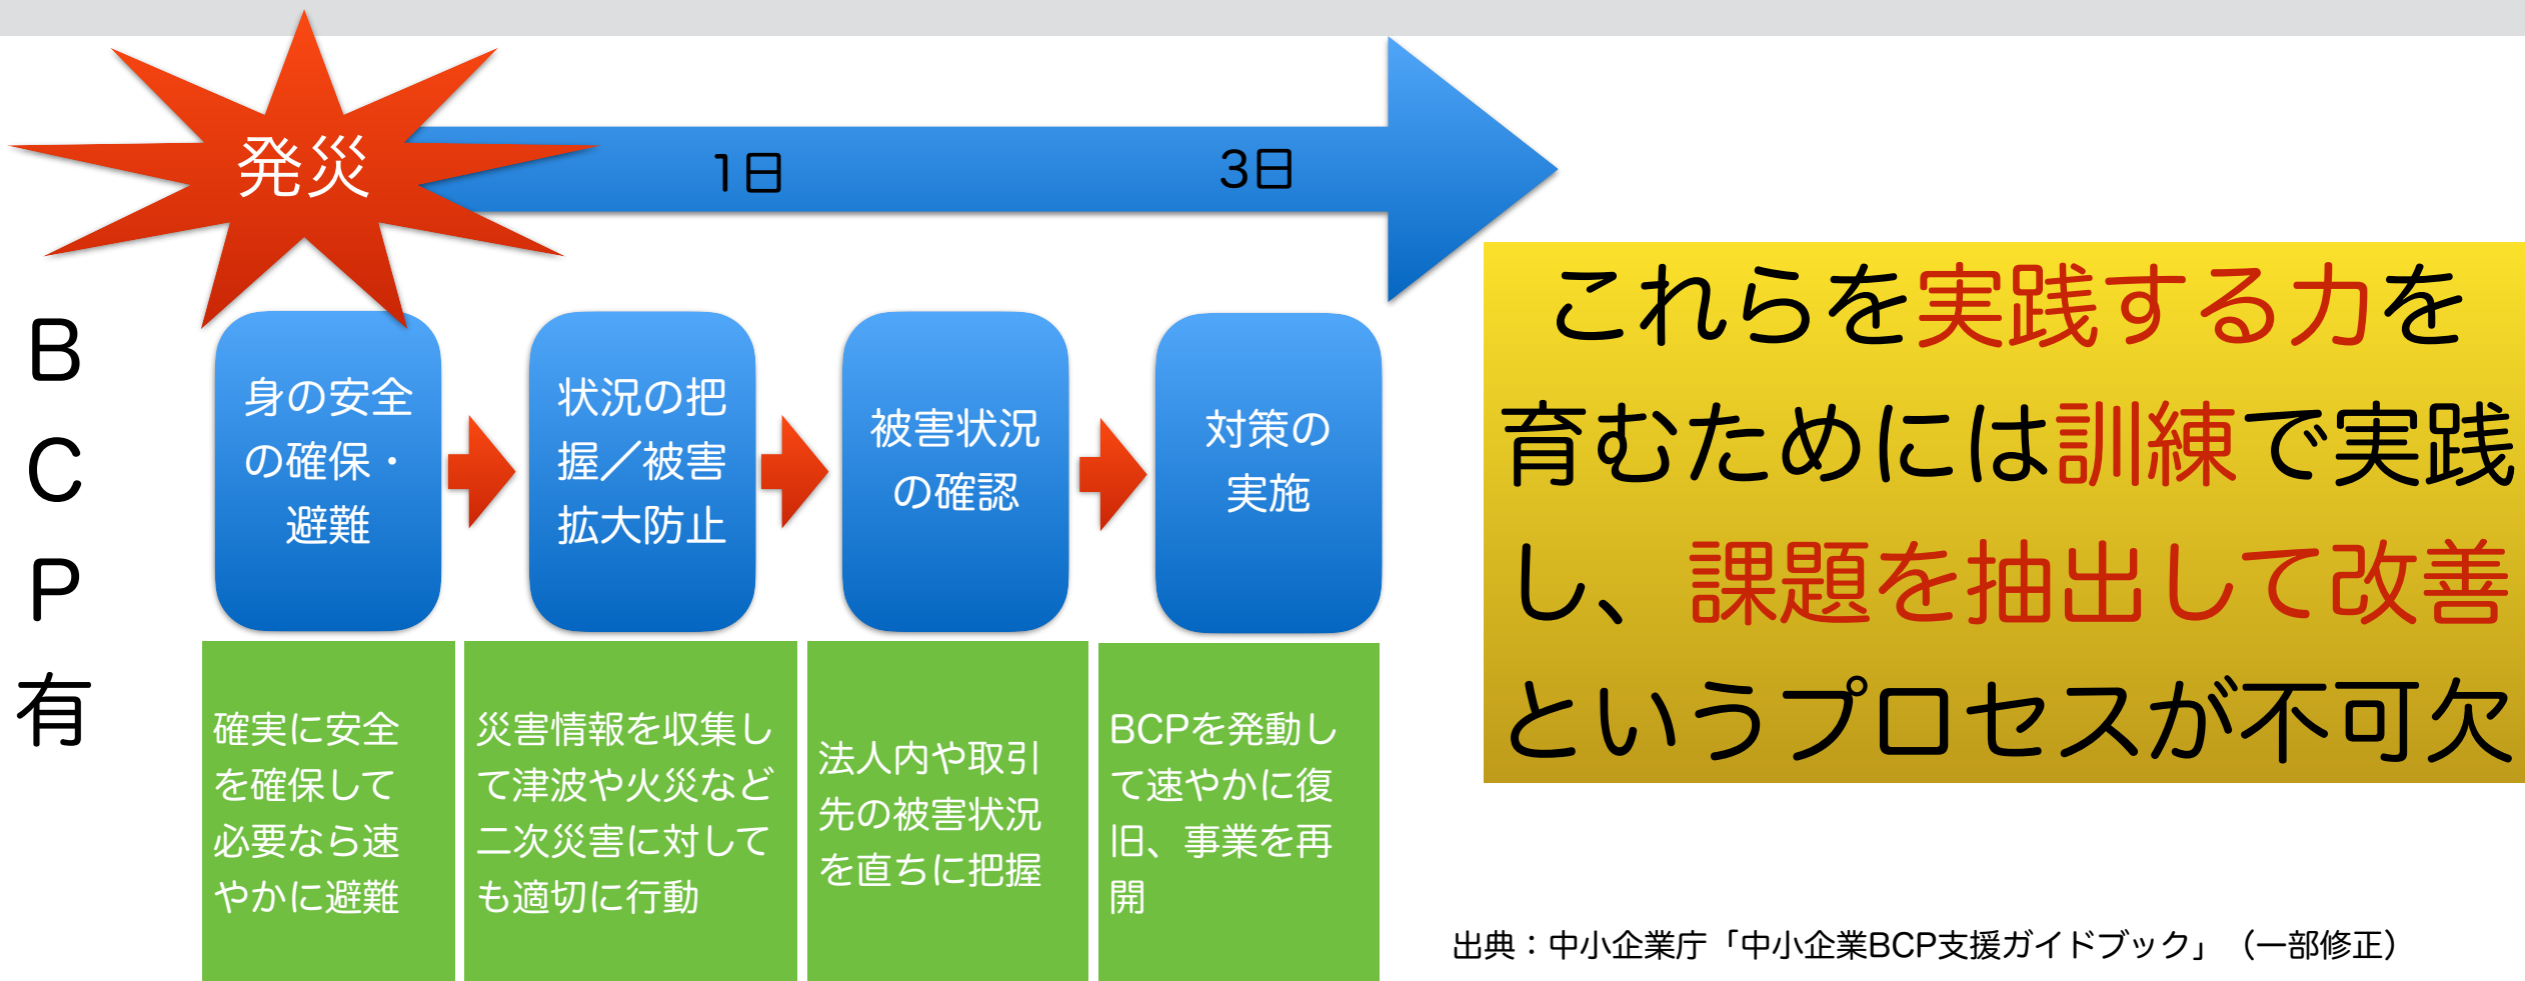 発災
1日
3日
BCP有
身の安全
の確保・
避難
状況の把
握／被害
拡大防止
被害状況
の確認
対策の
実施
確実に安全
を確保して
必要なら速
やかに避難
災害情報を収集し
て津波や火災など
二次災害に対して
も適切に行動
法人内や取引
先の被害状況
を直ちに把握
BCPを発動し
て速やかに復
旧、事業を再
開
これらを実践する力を
育むためには訓練で実践
し、課題を抽出して改善
というプロセスが不可欠
出典：中小企業庁「中小企業BCP支援ガイドブック」（一部修正）